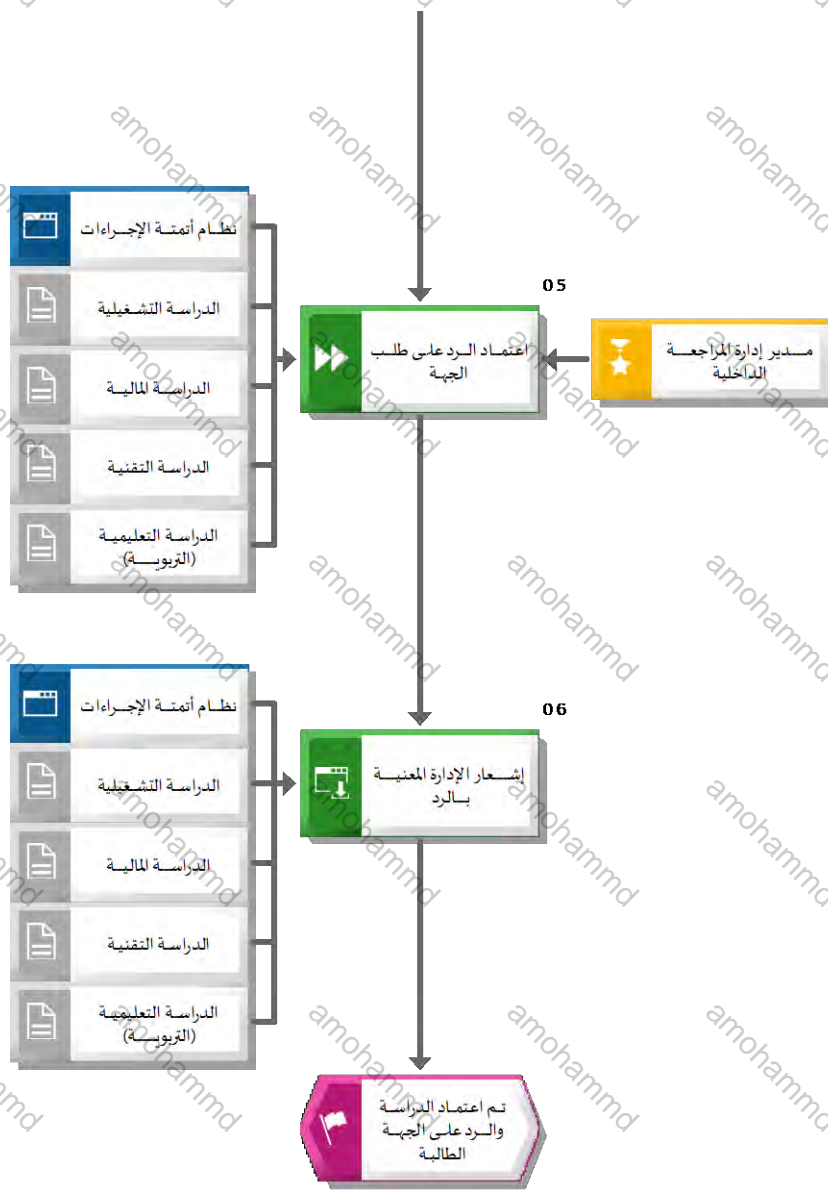 05
مدير إدارة المراجعة
الداخلية
اعتماد الرد على طلب
الجهة
نظام أتمتة الإجراءات
الدراسة التشغيلية
الدراسة المالية
الدراسة التقنية
الدراسة التعليمية
(التربوية)
06
إشعار الإدارة المعنية
بالرد
نظام أتمتة الإجراءات
الدراسة التشغيلية
الدراسة المالية
الدراسة التقنية
الدراسة التعليمية
(التربوية)
تم اعتماد الدراسة
والرد على الجهة
الطالبة
amohammd